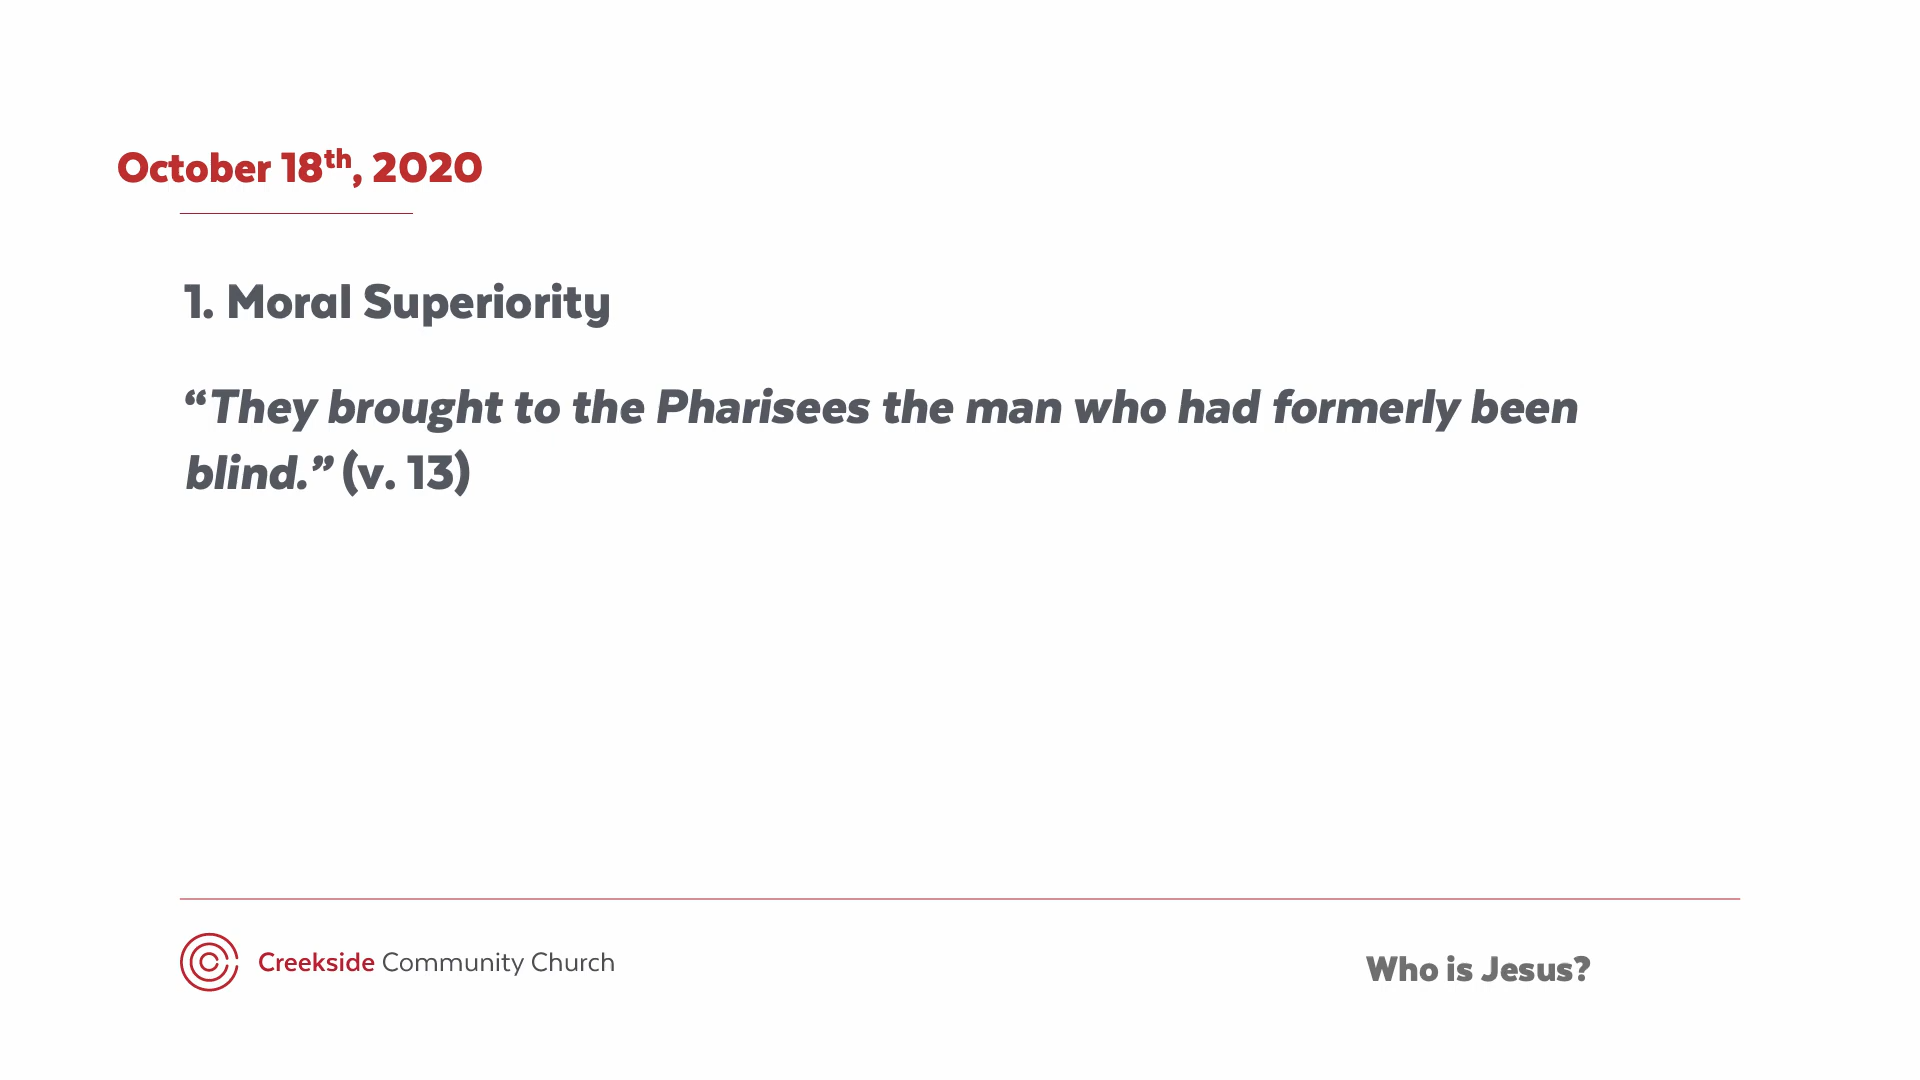 October 18th, 2020
1. Moral Superiority
“They brought to the Pharisees the man who had formerly been
blind.” (v. 13)
Creekside Community Church
Who is Jesus?